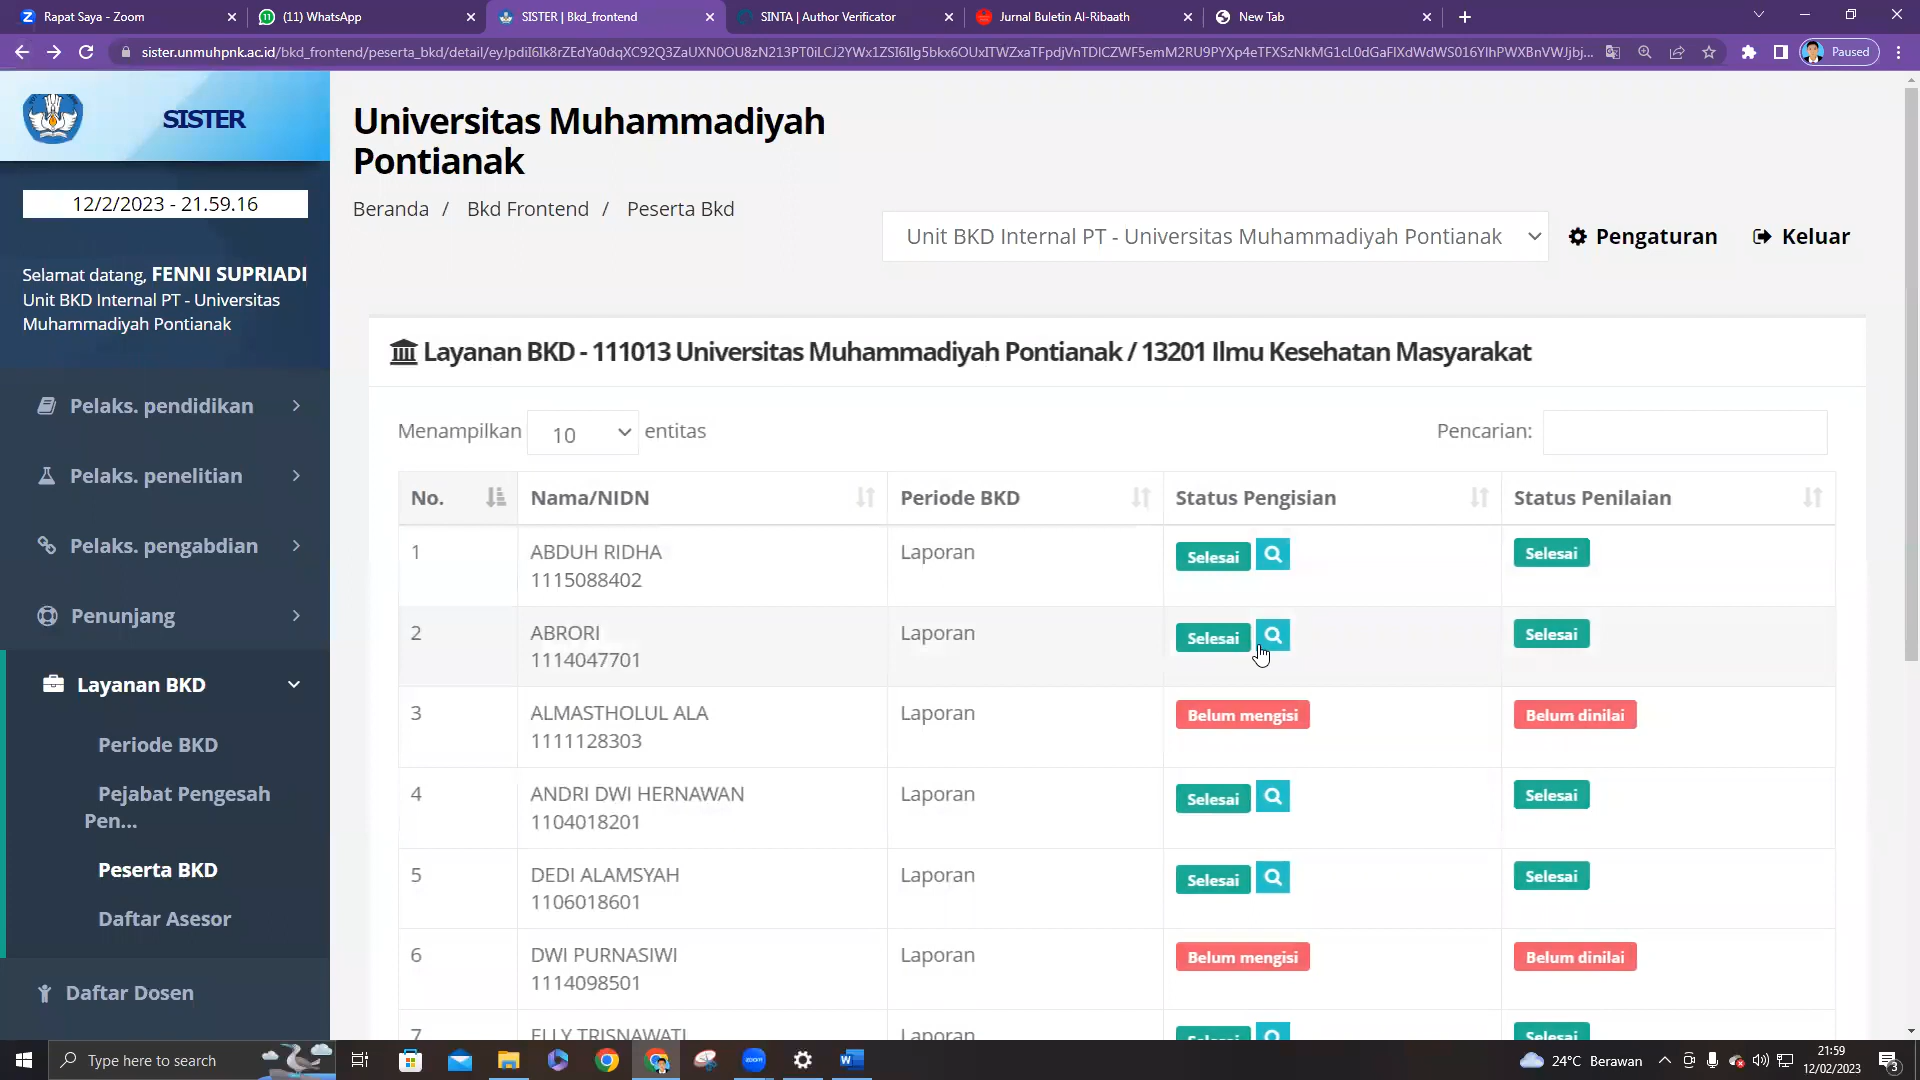 Rapat Saya - Zoom
(11) WhatsApp
SISTER | Bkd_frontend
SINTA | Author Verificator
Jurnal Buletin Al-Ribaath
New Tab
Paused
SISTER
12/2/2023 - 21.59.16
Selamat datang, FENNI SUPRIADI
Unit BKD Internal PT - Universitas
Muhammadiyah Pontianak
Pelaks. pendidikan
Pelaks. penelitian
Pelaks. pengabdian
Penunjang
Layanan BKD
Periode BKD
Pejabat Pengesah
Pen...
Peserta BKD
Daftar Asesor
Daftar Dosen
Universitas Muhammadiyah
Pontianak
Beranda / Bkd Frontend / Peserta Bkd
Unit BKD Internal PT - Universitas Muhammadiyah Pontianak
Pengaturan
Keluar
Layanan BKD - 111013 Universitas Muhammadiyah Pontianak / 13201 Ilmu Kesehatan Masyarakat
Menampilkan 10 entitas
Pencarian:
No. Nama/NIDN Periode BKD Status Pengisian Status Penilaian
1 ABDUH RIDHA Laporan Selesai Selesai
1115088402
2 ABRORI Laporan Selesai Selesai
1114047701
3 ALMASTHOLUL ALA Laporan Belum mengisi Belum dinilai
1111128303
4 ANDRI DWI HERNAWAN Laporan Selesai Selesai
1104018201
5 DEDI ALAMSYAH Laporan Selesai Selesai
1106018601
6 DWI PURNASIWI Laporan Belum mengisi Belum dinilai
1114098501
7 ELLY TRISNAWATI Laporan Selesai Selesai
Type here to search
zoom
24°C Berawan
21:59
12/02/2023
3